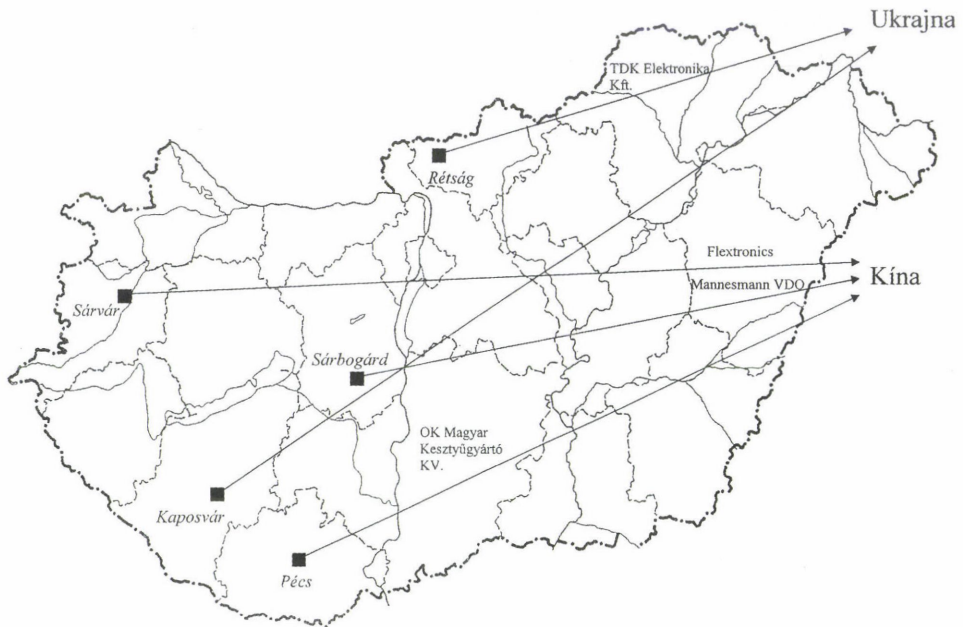 Ukrajna
TDK Elektronika
Kft.
Rétság
Flextronics
Kína
Mannesmann VDO
Sárvár
Sárbogárd
OK Magyar
Kesztyűgyártó
KV.
Kaposvár
Pécs